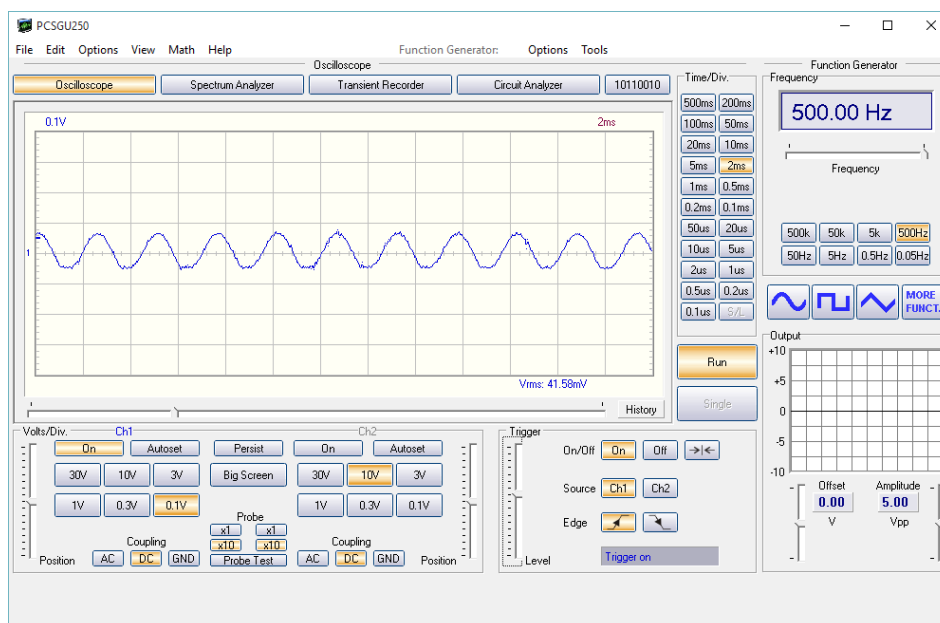 PCSGU250
File Edit Options View Math Help Function Generator: Options Tools
Oscilloscope
Oscilloscope Spectrum Analyzer Transient Recorder Circuit Analyzer 10110010
0.1V 2ms
1
Vrms: 41.58mV
History
Time/Div.
500ms 200ms
100ms 50ms
20ms 10ms
5ms 2ms
1ms 0.5ms
0.2ms 0.1ms
50us 20us
10us 5us
2us 1us
0.5us 0.2us
0.1us S/L
Run
Single
Function Generator
Frequency
500.00 Hz
Frequency
500k 50k 5k 500Hz
50Hz 5Hz 0.5Hz 0.05Hz
MORE
FUNCT.
Output
+10
+5
0
-5
-10
Offset Amplitude
0.00 5.00
V Vpp
Volts/Div. Ch1 Ch2
On Autoset Persist On Autoset
30V 10V 3V Big Screen 30V 10V 3V
1V 0.3V 0.1V 1V 0.3V 0.1V
Probe
x1 x1
Coupling x10 x10 Coupling
Position AC DC GND Probe Test AC DC GND Position
Trigger
On/Off On Off
Source Ch1 Ch2
Edge
Level Trigger on